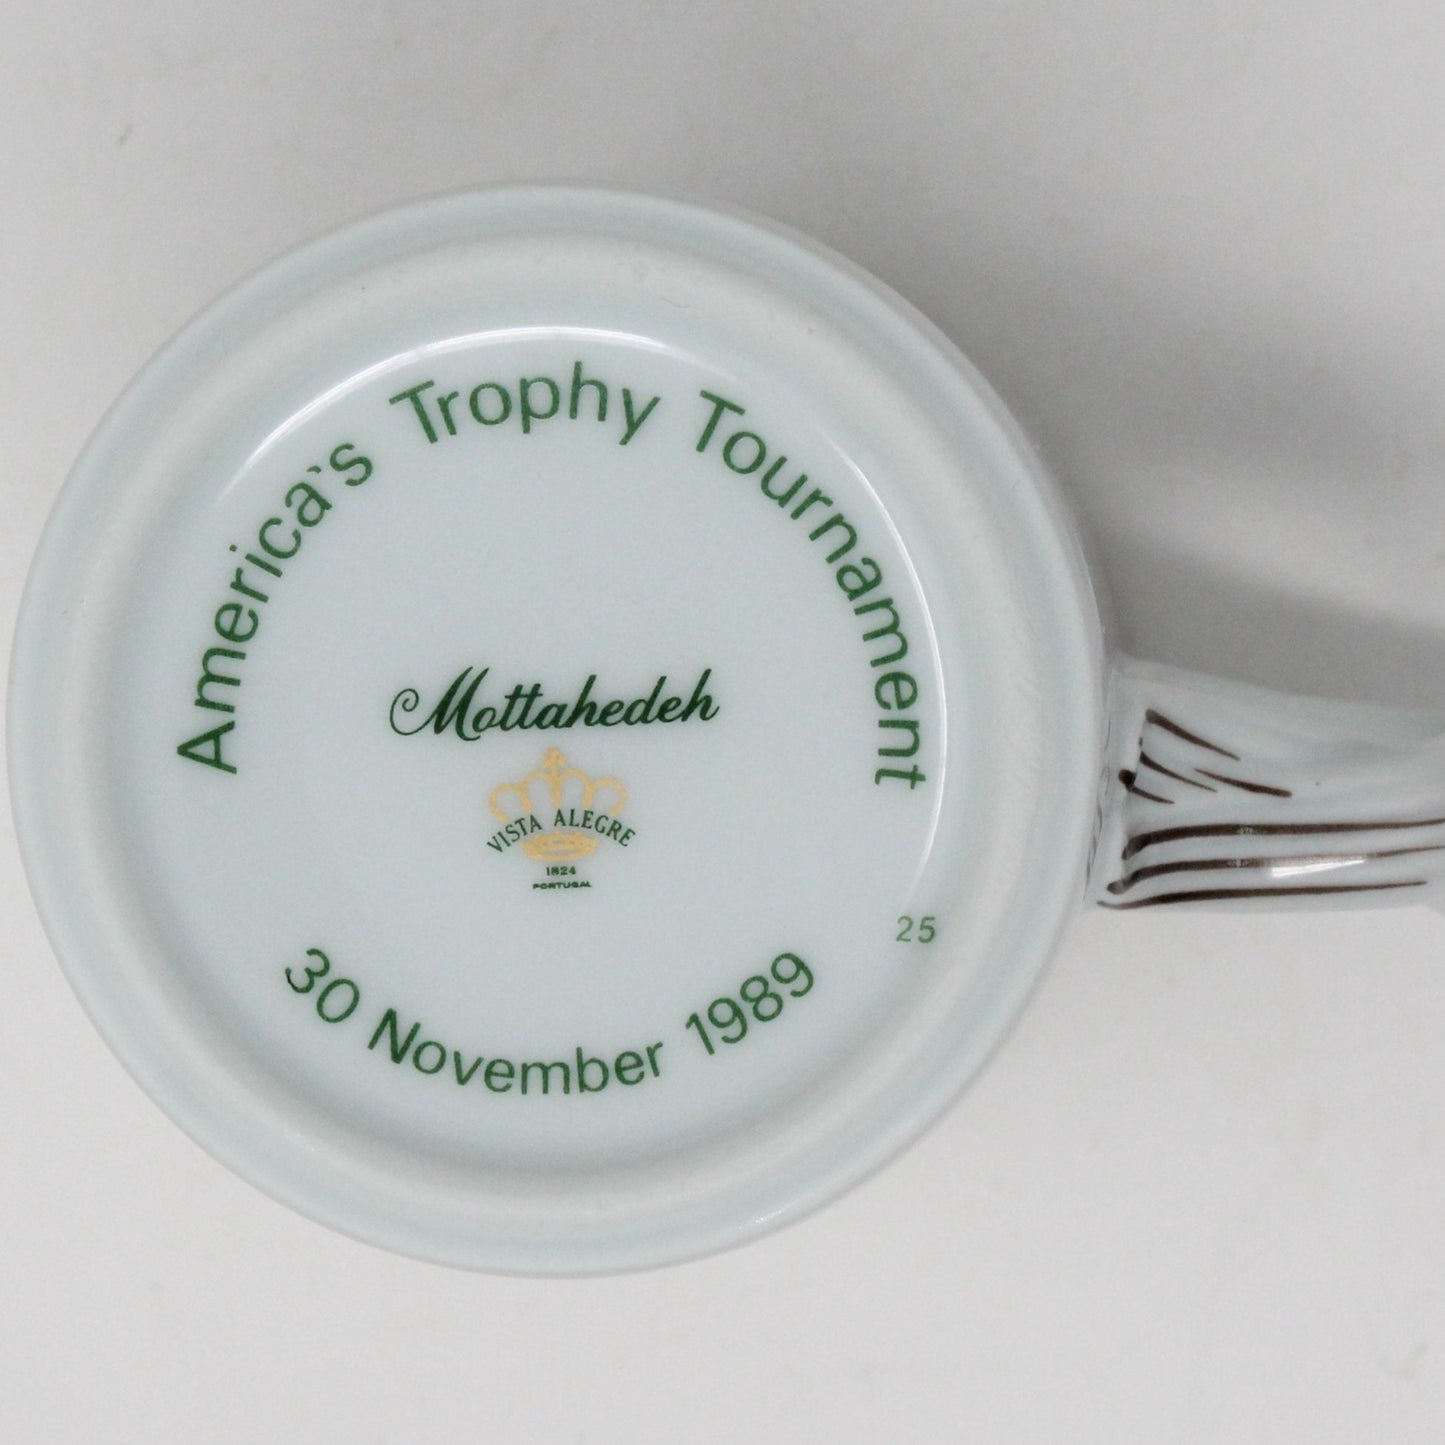 America's Trophy Tournament
Mottahedeh
VISTA ALEGRE
1824
PORTUGAL
25
30 November 1989